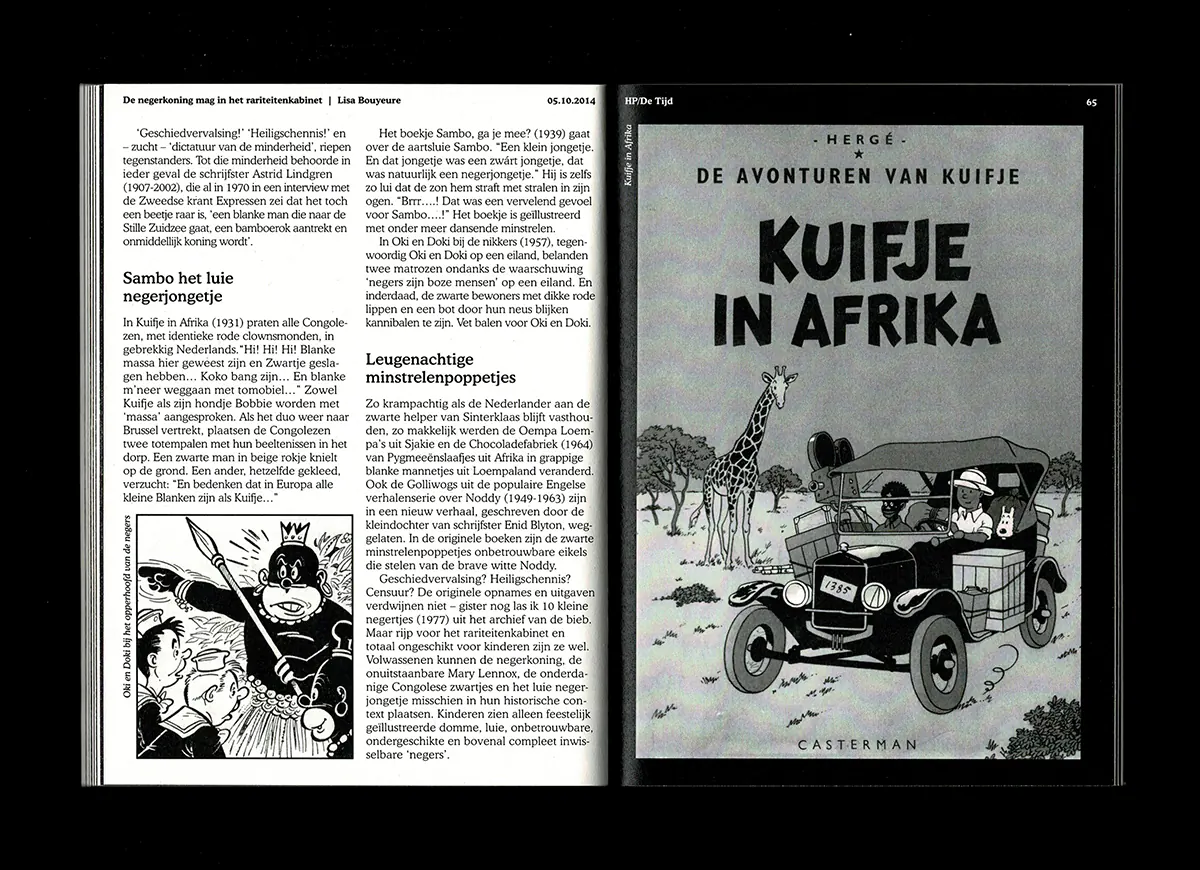 De negerkoning mag in het rariteitenkabinet | Lisa Bouyeure
05.10.2014
‘Geschiedvervalsing!’ ‘Heiligschennis!’ en
– zucht – ‘dictatuur van de minderheid’, riepen
tegenstanders. Tot die minderheid behoorde in
ieder geval de schrijfster Astrid Lindgren
(1907-2002), die al in 1970 in een interview met
de Zweedse krant Expressen zei dat het toch
een beetje raar is, ‘een blanke man die naar de
Stille Zuidzee gaat, een bamboerok aantrekt en
onmiddellijk koning wordt’.
Sambo het luie
negerjongetje
In Kuifje in Afrika (1931) praten alle Congole-
zen, met identieke rode clownsmonden, in
gebrekkig Nederlands.“Hi! Hi! Hi! Blanke
massa hier geweest zijn en Zwartje gesla-
gen hebben… Koko bang zijn… En blanke
m’neer weggaan met tomobiel…” Zowel
Kuifje als zijn hondje Bobbie worden met
‘massa’ aangesproken. Als het duo weer naar
Brussel vertrekt, plaatsen de Congolezen
twee totempalen met hun beeltenissen in het
dorp. Een zwarte man in beige rokje knielt
op de grond. Een ander, hetzelfde gekleed,
verzucht: “En bedenken dat in Europa alle
kleine Blanken zijn als Kuifje…”
Oki en Doki bij het opperhoofd van de negers
Het boekje Sambo, ga je mee? (1939) gaat
over de aartsluie Sambo. “Een klein jongetje.
En dat jongetje was een zwárt jongetje, dat
was natuurlijk een negerjongetje.” Hij is zelfs
zo lui dat de zon hem straft met stralen in zijn
ogen. “Brrr….! Dat was een vervelend gevoel
voor Sambo….!” Het boekje is geïllustreerd
met onder meer dansende minstrelen.
In Oki en Doki bij de nikkers (1957), tegen-
woordig Oki en Doki op een eiland, belanden
twee matrozen ondanks de waarschuwing
‘negers zijn boze mensen’ op een eiland. En
inderdaad, de zwarte bewoners met dikke rode
lippen en een bot door hun neus blijken
kannibalen te zijn. Vet balen voor Oki en Doki.
Leugenachtige
minstrelenpoppetjes
Zo krampachtig als de Nederlander aan de
zwarte helper van Sinterklaas blijft vasthou-
den, zo makkelijk werden de Oempa Loem-
pa’s uit Sjakie en de Chocoladefabriek (1964)
van Pygmeeënslaafjes uit Afrika in grappige
blanke mannetjes uit Loempaland veranderd.
Ook de Golliwogs uit de populaire Engelse
verhalenserie over Noddy (1949-1963) zijn
in een nieuw verhaal, geschreven door de
kleindochter van schrijfster Enid Blyton, weg-
gelaten. In de originele boeken zijn de zwarte
minstrelenpoppetjes onbetrouwbare eikels
die stelen van de brave witte Noddy.
Geschiedvervalsing? Heiligschennis?
Censuur? De originele opnames en uitgaven
verdwijnen niet – gister nog las ik 10 kleine
negertjes (1977) uit het archief van de bieb.
Maar rijp voor het rariteitenkabinet en
totaal ongeschikt voor kinderen zijn ze wel.
Volwassenen kunnen de negerkoning, de
onuitstaanbare Mary Lennox, de onderda-
nige Congolese zwartjes en het luie neger-
jongetje misschien in hun historische con-
text plaatsen. Kinderen zien alleen feestelijk
geïllustreerde domme, luie, onbetrouwbare,
ondergeschikte en bovenal compleet inwis-
selbare ‘negers’.
HP/De Tijd
65
Kuifje in Afrika
- HERGÉ -
DE AVONTUREN VAN KUIFJE
KUIFJE
IN AFRIKA
1385
CASTERMAN